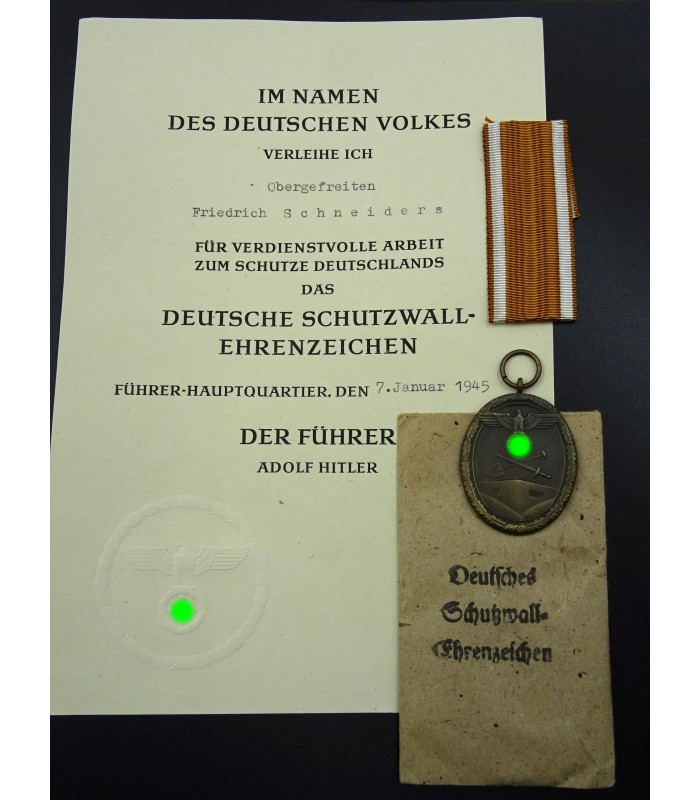 IM NAMEN
DES DEUTSCHEN VOLKES
VERLEIHE ICH
Obergefreiten
Friedrich Schneiders
FÜR VERDIENSTVOLLE ARBEIT
ZUM SCHUTZE DEUTSCHLANDS
DAS
DEUTSCHE SCHUTZWALL-
EHRENZEICHEN
FÜHRER-HAUPTQUARTIER, DEN 7. Januar 1945
DER FÜHRER
ADOLF HITLER
Deutsches
Schutzwall-
Ehrenzeichen